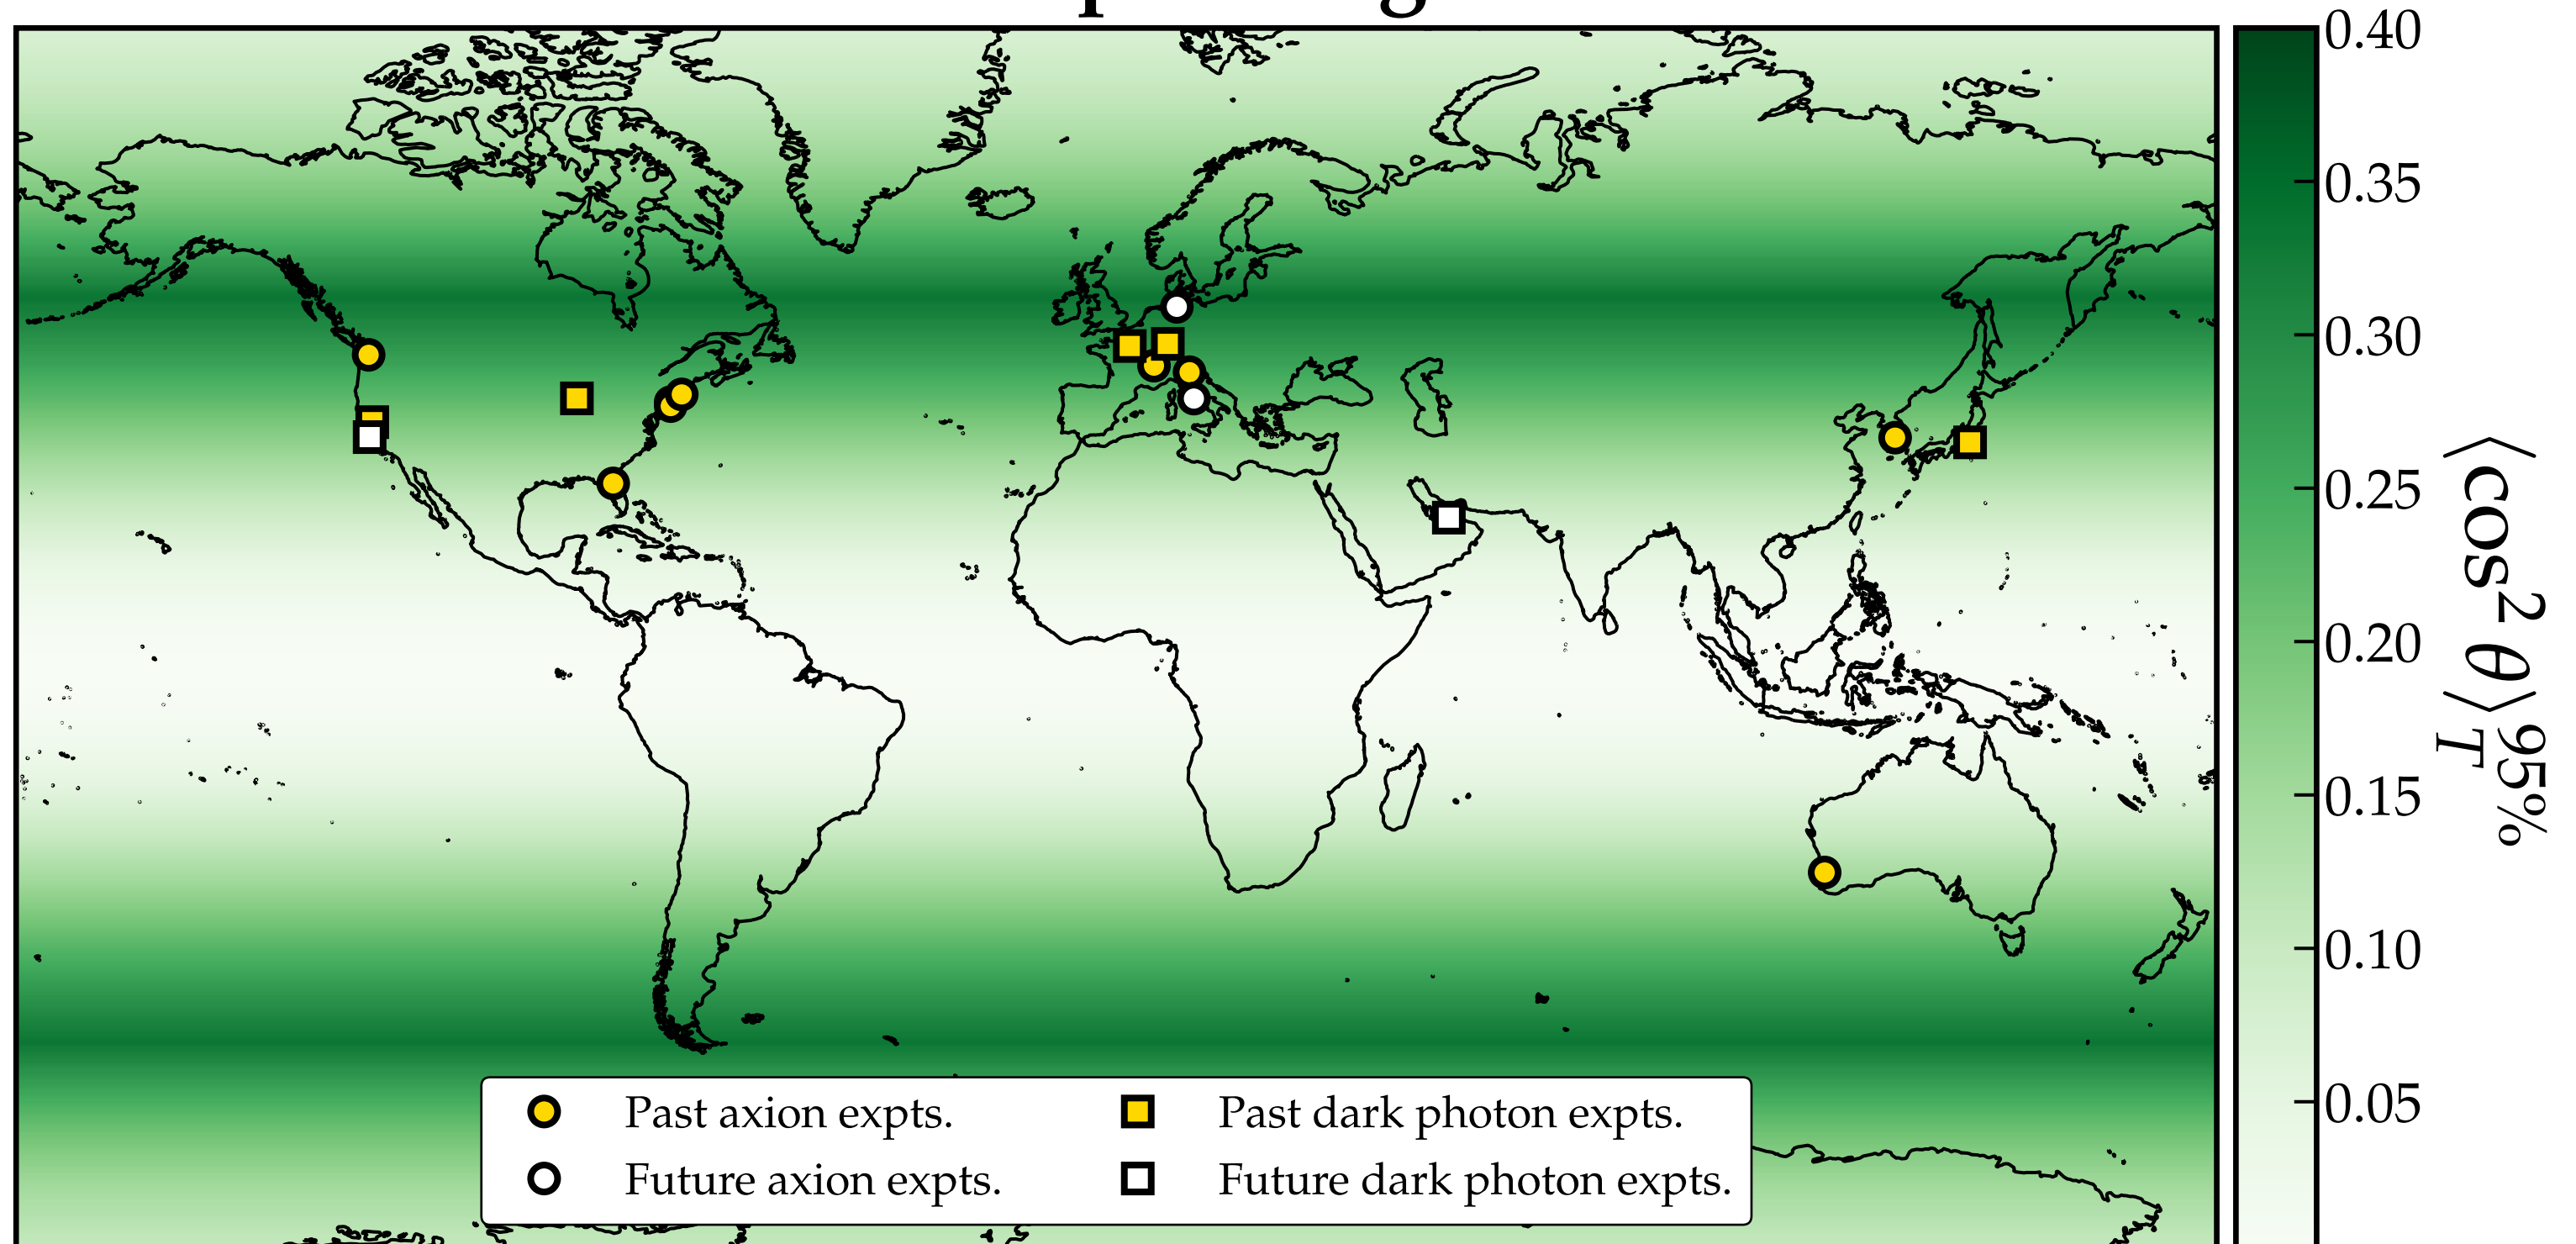 0.40
0.35
0.30
0.25
0.20
0.15
0.10
0.05
⟨cos² θ⟩_T^95%
Past axion expts.
Future axion expts.
Past dark photon expts.
Future dark photon expts.